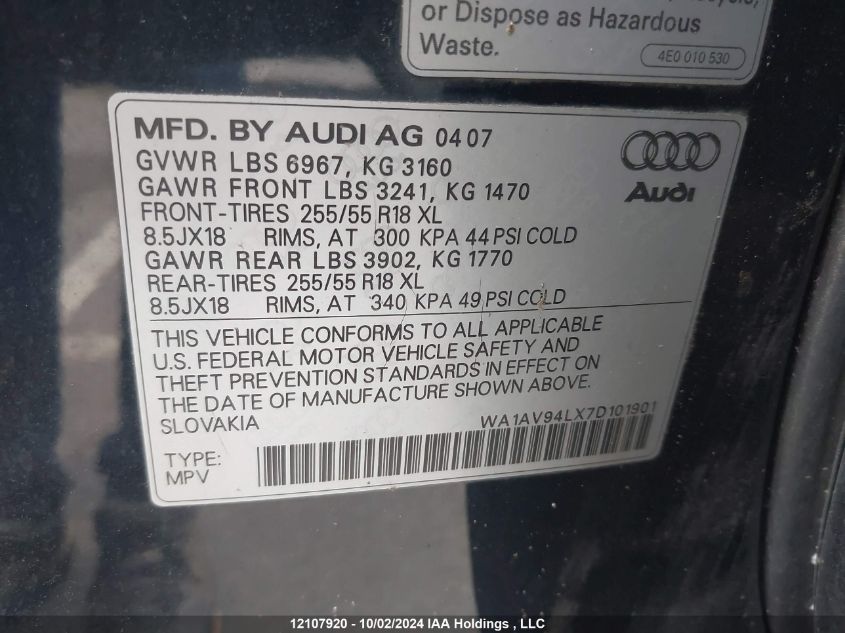 or Dispose as Hazardous
Waste.
4E0 010 530
MFD. BY AUDI AG 04 07
GVWR LBS 6967, KG 3160
GAWR FRONT LBS 3241, KG 1470
FRONT-TIRES 255/55 R18 XL
8.5JX18 RIMS, AT 300 KPA 44 PSI COLD
GAWR REAR LBS 3902, KG 1770
REAR-TIRES 255/55 R18 XL
8.5JX18 RIMS, AT 340 KPA 49 PSI COLD
Audi
THIS VEHICLE CONFORMS TO ALL APPLICABLE
U.S. FEDERAL MOTOR VEHICLE SAFETY AND
THEFT PREVENTION STANDARDS IN EFFECT ON
THE DATE OF MANUFACTURE SHOWN ABOVE.
SLOVAKIA WA1AV94LX7D101901
TYPE:
MPV
12107920 - 10/02/2024 IAA Holdings, LLC